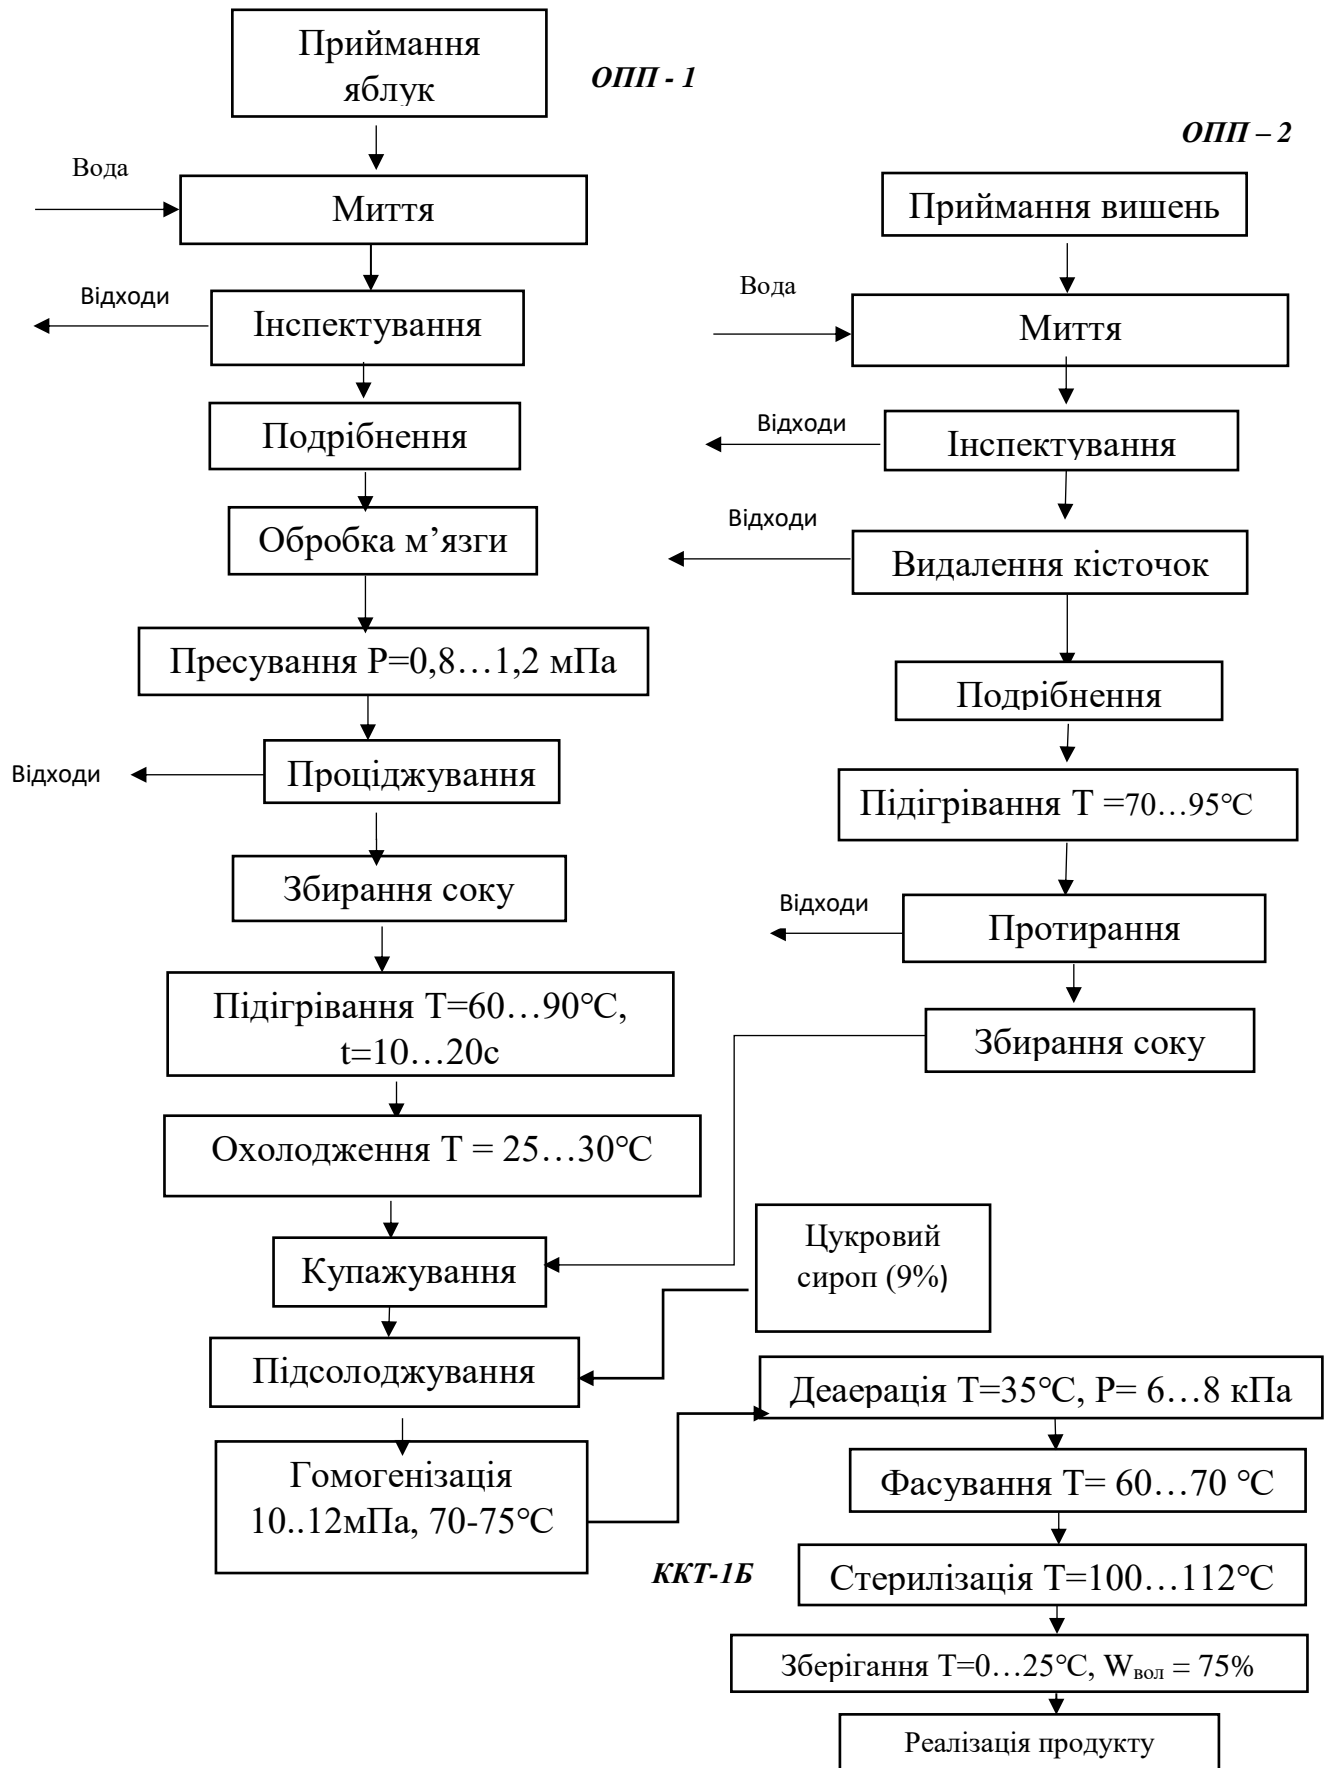 Приймання
яблук
ОПП - 1
Вода
Миття
Відходи
Інспектування
Подрібнення
Обробка м’язги
Пресування Р=0,8…1,2 мПа
Відходи
Проціджування
Збирання соку
Підігрівання Т=60…90°С,
t=10…20с
Охолодження Т = 25…30°С
Купажування
Підсолоджування
Гомогенізація
10..12мПа, 70-75°С
ОПП – 2
Приймання вишень
Вода
Миття
Відходи
Інспектування
Відходи
Видалення кісточок
Подрібнення
Підігрівання Т =70…95°С
Відходи
Протирання
Збирання соку
Цукровий
сироп (9%)
Деаерація Т=35°С, Р= 6…8 кПа
Фасування Т= 60…70 °С
ККТ-1Б
Стерилізація Т=100…112°С
Зберігання Т=0…25°С, Wвол = 75%
Реалізація продукту